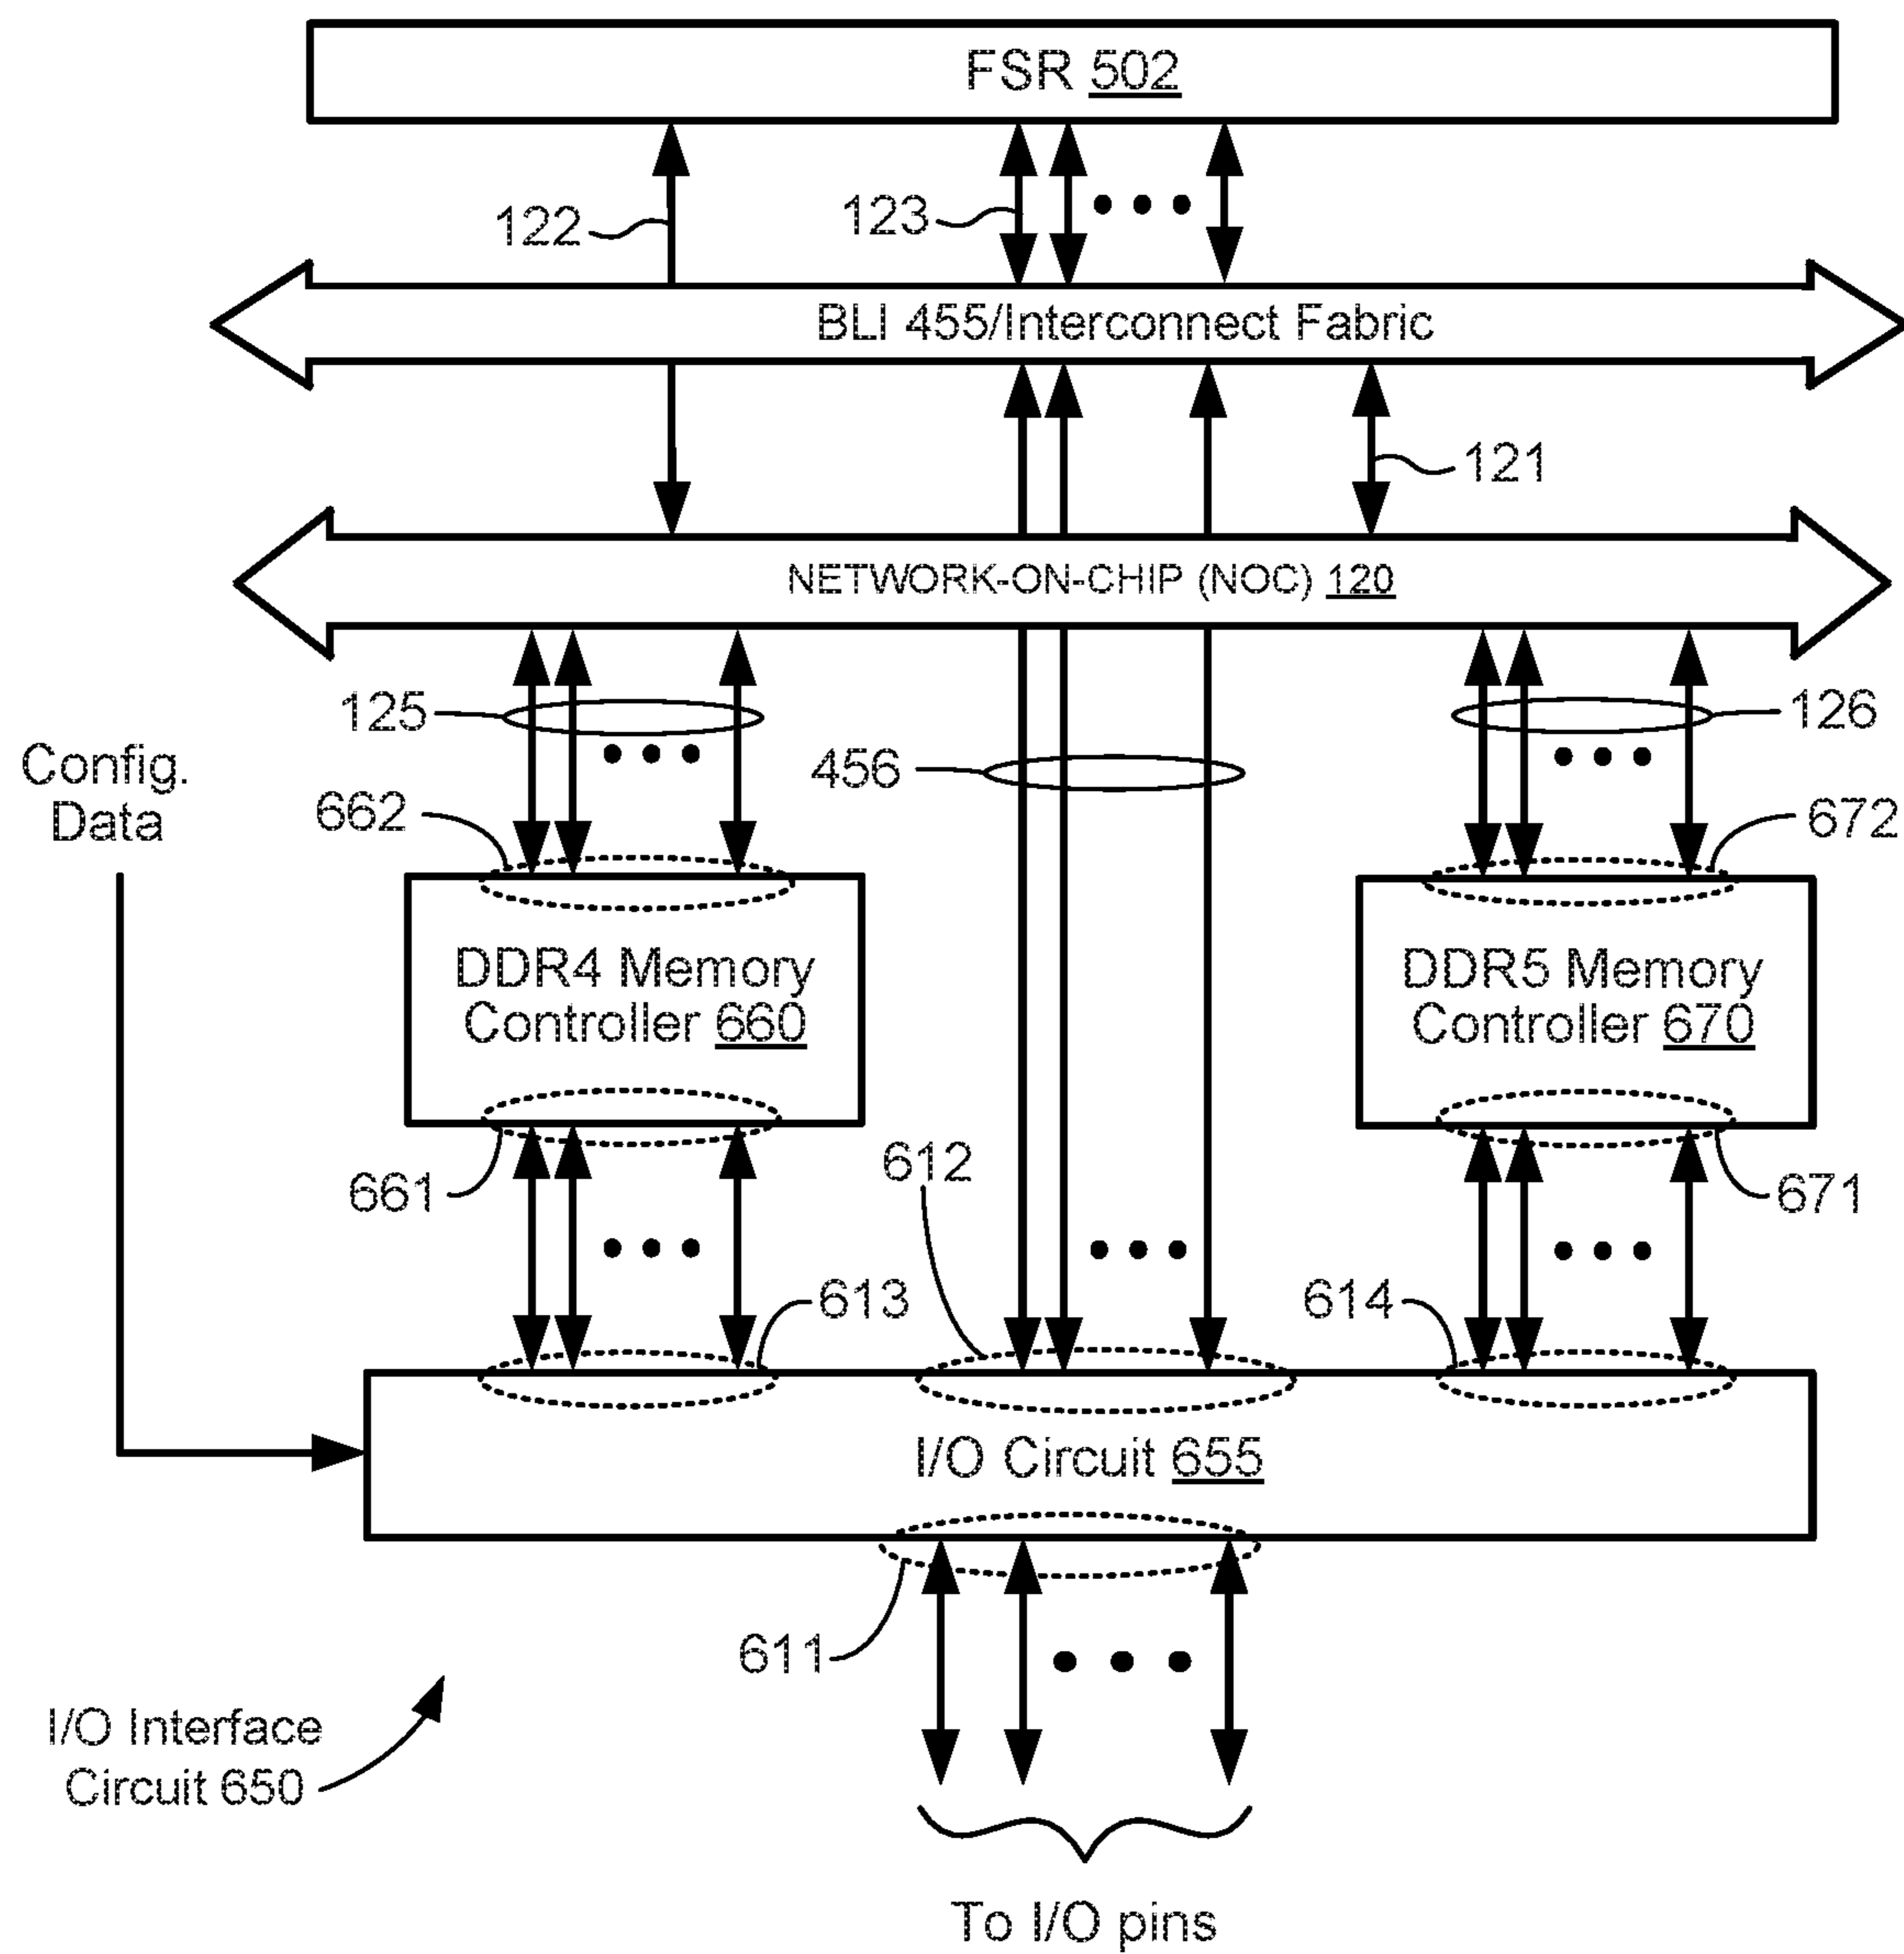 FSR 502
122
123
BLI 455/Interconnect Fabric
121
NETWORK-ON-CHIP (NOC) 120
125
126
Config.
Data
456
662
672
DDR4 Memory
Controller 660
DDR5 Memory
Controller 670
661
612
671
613
614
I/O Circuit 655
611
I/O Interface
Circuit 650
To I/O pins